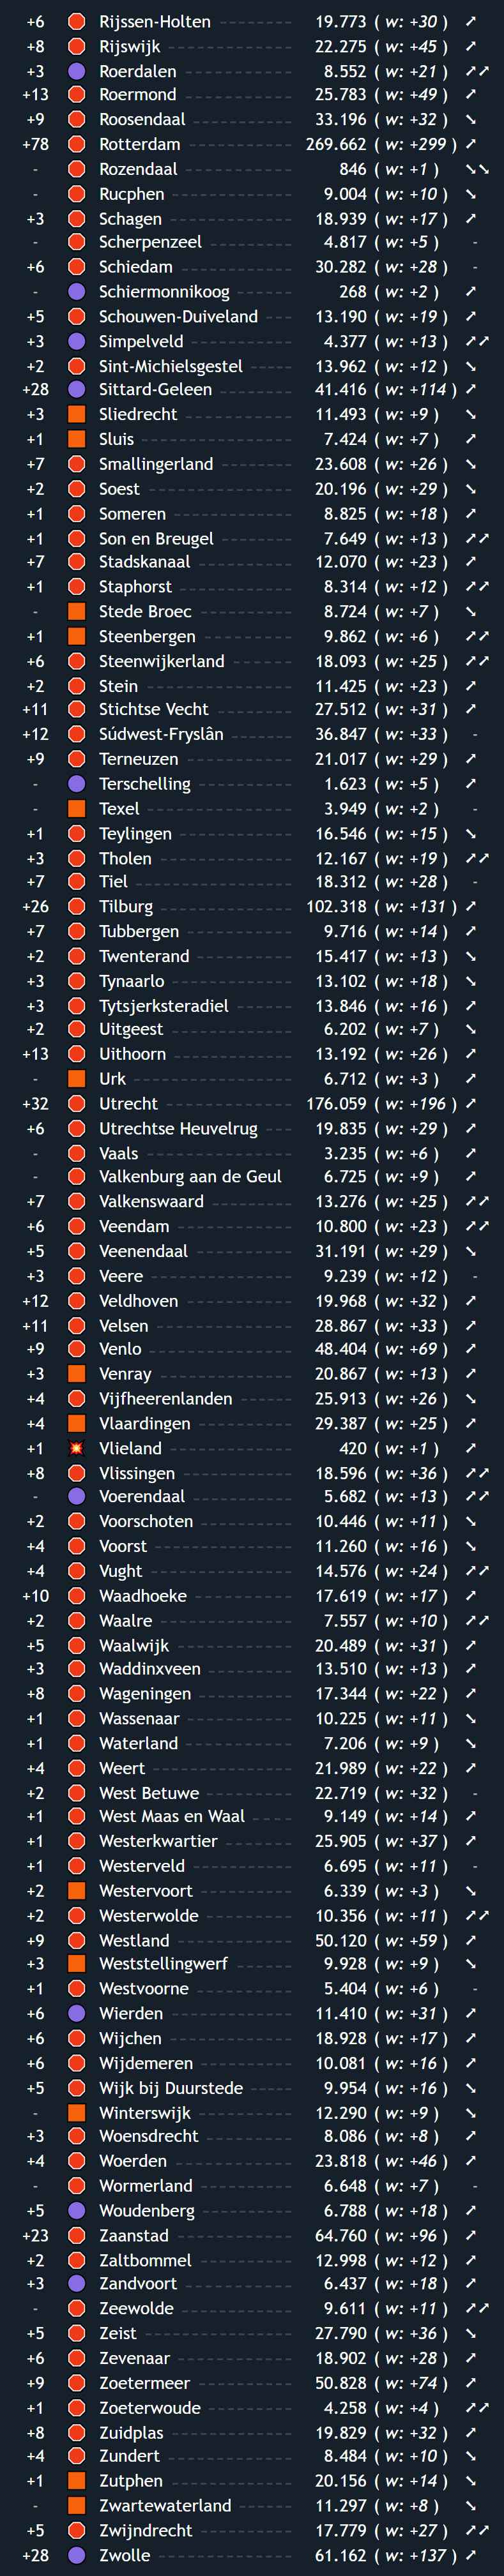 +6 Rijssen-Holten 19.773 ( w: +30 ) ➚
+8 Rijswijk 22.275 ( w: +45 ) ➚
+3 Roerdalen 8.552 ( w: +21 ) ➚➚
+13 Roermond 25.783 ( w: +49 ) ➚
+9 Roosendaal 33.196 ( w: +32 ) ➘
+78 Rotterdam 269.662 ( w: +299 ) ➚
- Rozendaal 846 ( w: +1 ) ➘➘
- Rucphen 9.004 ( w: +10 ) ➘
+3 Schagen 18.939 ( w: +17 ) ➚
- Scherpenzeel 4.817 ( w: +5 ) -
+6 Schiedam 30.282 ( w: +28 ) -
- Schiermonnikoog 268 ( w: +2 ) ➚
+5 Schouwen-Duiveland 13.190 ( w: +19 ) ➚
+3 Simpelveld 4.377 ( w: +13 ) ➚➚
+2 Sint-Michielsgestel 13.962 ( w: +12 ) ➘
+28 Sittard-Geleen 41.416 ( w: +114 ) ➚
+3 Sliedrecht 11.493 ( w: +9 ) ➘
+1 Sluis 7.424 ( w: +7 ) ➚
+7 Smallingerland 23.608 ( w: +26 ) ➘
+2 Soest 20.196 ( w: +29 ) ➘
+1 Someren 8.825 ( w: +18 ) ➚
+1 Son en Breugel 7.649 ( w: +13 ) ➚➚
+7 Stadskanaal 12.070 ( w: +23 ) ➚
+1 Staphorst 8.314 ( w: +12 ) ➚➚
- Stede Broec 8.724 ( w: +7 ) ➘
+1 Steenbergen 9.862 ( w: +6 ) ➚➚
+6 Steenwijkerland 18.093 ( w: +25 ) ➚➚
+2 Stein 11.425 ( w: +23 ) ➚
+11 Stichtse Vecht 27.512 ( w: +31 ) ➚
+12 Súdwest-Fryslân 36.847 ( w: +33 ) -
+9 Terneuzen 21.017 ( w: +29 ) ➚
- Terschelling 1.623 ( w: +5 ) ➚
- Texel 3.949 ( w: +2 ) -
+1 Teylingen 16.546 ( w: +15 ) ➘
+3 Tholen 12.167 ( w: +19 ) ➚➚
+7 Tiel 18.312 ( w: +28 ) -
+26 Tilburg 102.318 ( w: +131 ) ➚
+7 Tubbergen 9.716 ( w: +14 ) ➚
+2 Twenterand 15.417 ( w: +13 ) ➘
+3 Tynaarlo 13.102 ( w: +18 ) ➘
+3 Tytsjerksteradiel 13.846 ( w: +16 ) ➚
+2 Uitgeest 6.202 ( w: +7 ) ➘
+13 Uithoorn 13.192 ( w: +26 ) ➚
- Urk 6.712 ( w: +3 ) ➚
+32 Utrecht 176.059 ( w: +196 ) ➚
+6 Utrechtse Heuvelrug 19.835 ( w: +29 ) ➚
- Vaals 3.235 ( w: +6 ) ➚
- Valkenburg aan de Geul 6.725 ( w: +9 ) ➚
+7 Valkenswaard 13.276 ( w: +25 ) ➚➚
+6 Veendam 10.800 ( w: +23 ) ➚➚
+5 Veenendaal 31.191 ( w: +29 ) ➘
+3 Veere 9.239 ( w: +12 ) -
+12 Veldhoven 19.968 ( w: +32 ) ➚
+11 Velsen 28.867 ( w: +33 ) ➚
+9 Venlo 48.404 ( w: +69 ) ➚
+3 Venray 20.867 ( w: +13 ) ➚
+4 Vijfheerenlanden 25.913 ( w: +26 ) ➘
+4 Vlaardingen 29.387 ( w: +25 ) ➚
+1 Vlieland 420 ( w: +1 ) ➚
+8 Vlissingen 18.596 ( w: +36 ) ➚➚
- Voerendaal 5.682 ( w: +13 ) ➚➚
+2 Voorschoten 10.446 ( w: +11 ) ➘
+4 Voorst 11.260 ( w: +16 ) ➘
+4 Vught 14.576 ( w: +24 ) ➚➚
+10 Waadhoeke 17.619 ( w: +17 ) ➚
+2 Waalre 7.557 ( w: +10 ) ➚➚
+5 Waalwijk 20.489 ( w: +31 ) ➚
+3 Waddinxveen 13.510 ( w: +13 ) ➚
+8 Wageningen 17.344 ( w: +22 ) ➚
+1 Wassenaar 10.225 ( w: +11 ) ➘
+1 Waterland 7.206 ( w: +9 ) ➘
+4 Weert 21.989 ( w: +22 ) ➚
+2 West Betuwe 22.719 ( w: +32 ) -
+1 West Maas en Waal 9.149 ( w: +14 ) ➚
+1 Westerkwartier 25.905 ( w: +37 ) ➚
+1 Westerveld 6.695 ( w: +11 ) -
+2 Westervoort 6.339 ( w: +3 ) ➘
+2 Westerwolde 10.356 ( w: +11 ) ➚➚
+9 Westland 50.120 ( w: +59 ) ➚
+3 Weststellingwerf 9.928 ( w: +9 ) ➘
+1 Westvoorne 5.404 ( w: +6 ) -
+6 Wierden 11.410 ( w: +31 ) ➚
+6 Wijchen 18.928 ( w: +17 ) ➚
+6 Wijdemeren 10.081 ( w: +16 ) ➚
+5 Wijk bij Duurstede 9.954 ( w: +16 ) ➘
- Winterswijk 12.290 ( w: +9 ) ➘
+3 Woensdrecht 8.086 ( w: +8 ) ➚
+4 Woerden 23.818 ( w: +46 ) ➚
- Wormerland 6.648 ( w: +7 ) -
+5 Woudenberg 6.788 ( w: +18 ) ➚
+23 Zaanstad 64.760 ( w: +96 ) ➚
+2 Zaltbommel 12.998 ( w: +12 ) ➚
+3 Zandvoort 6.437 ( w: +18 ) ➚
- Zeewolde 9.611 ( w: +11 ) ➚➚
+5 Zeist 27.790 ( w: +36 ) ➘
+6 Zevenaar 18.902 ( w: +28 ) ➚
+9 Zoetermeer 50.828 ( w: +74 ) ➚
+1 Zoeterwoude 4.258 ( w: +4 ) ➚➚
+8 Zuidplas 19.829 ( w: +32 ) ➚
+4 Zundert 8.484 ( w: +10 ) ➘
+1 Zutphen 20.156 ( w: +14 ) ➘
- Zwartewaterland 11.297 ( w: +8 ) ➘
+5 Zwijndrecht 17.779 ( w: +27 ) ➚➚
+28 Zwolle 61.162 ( w: +137 ) ➚